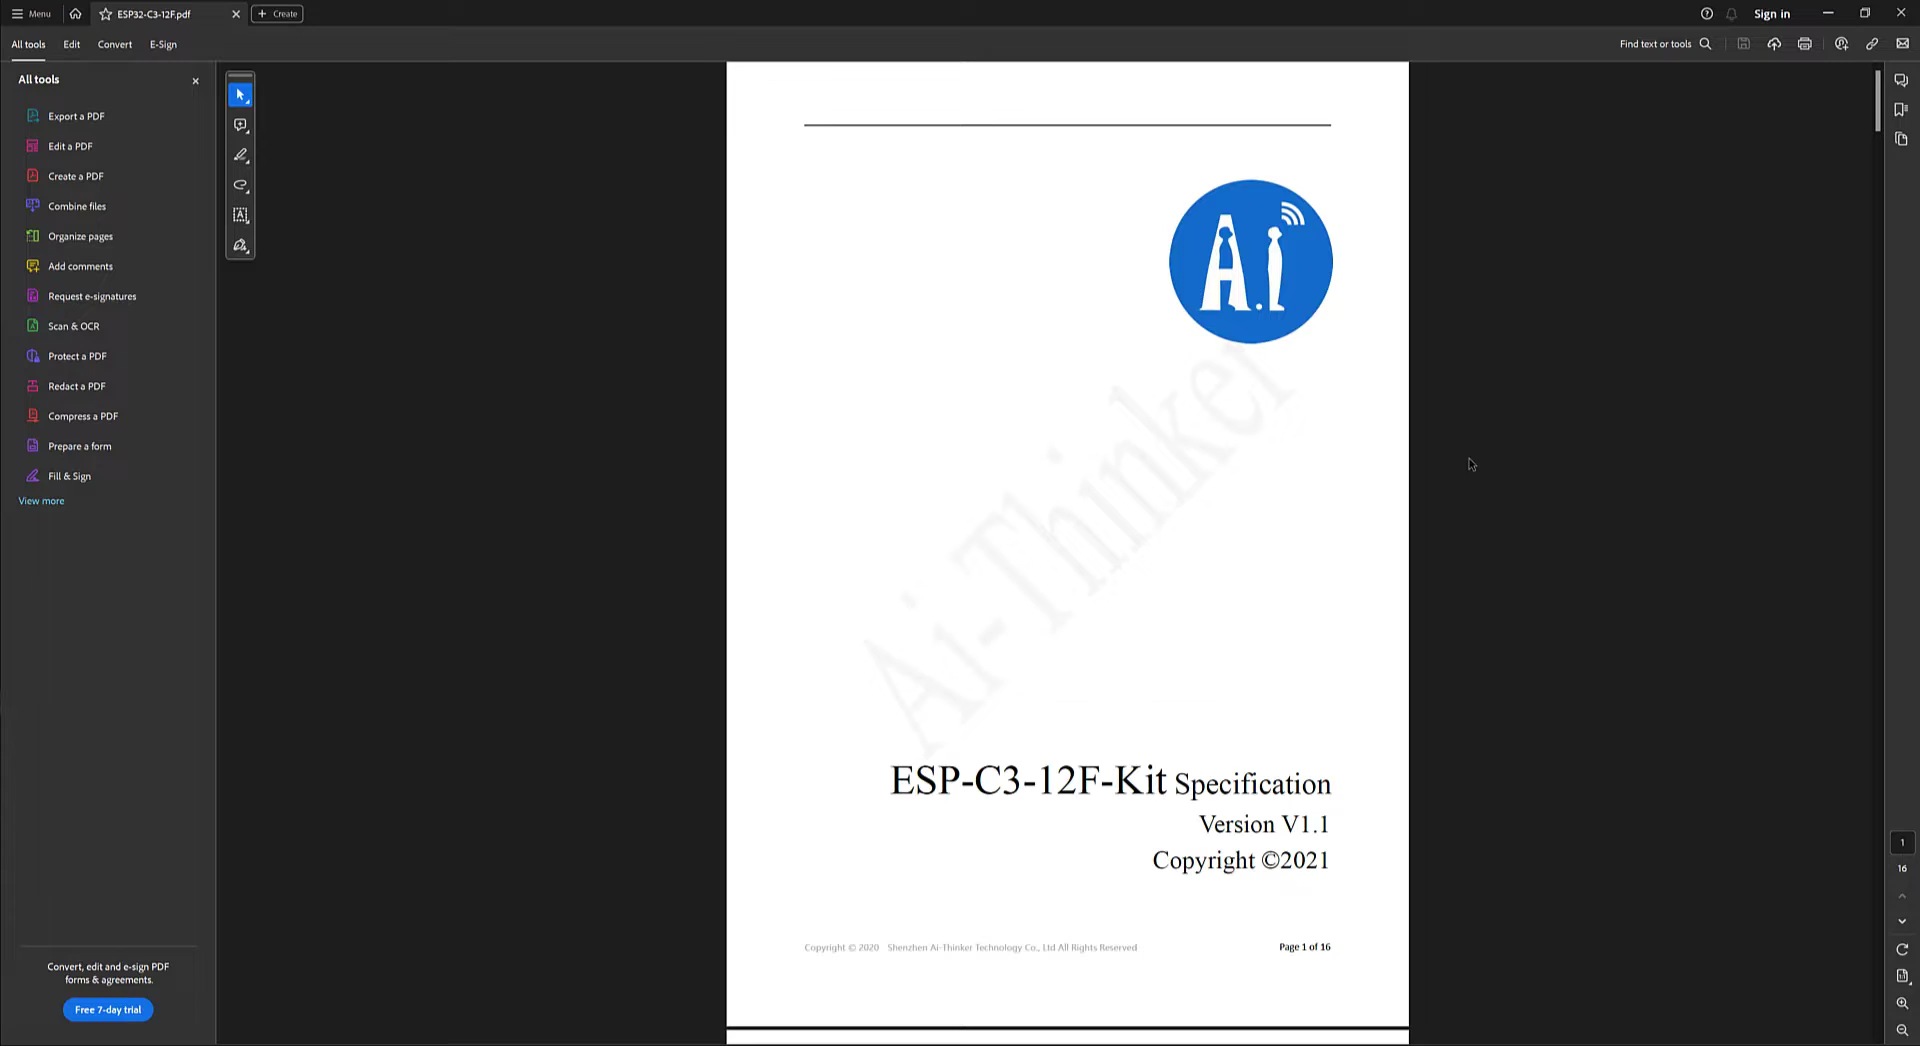 Menu
ESP32-C3-12F.pdf
Create
Sign in
All tools
Edit
Convert
E-Sign
Find text or tools
All tools
Export a PDF
Edit a PDF
Create a PDF
Combine files
Organize pages
Add comments
Request e-signatures
Scan & OCR
Protect a PDF
Redact a PDF
Compress a PDF
Prepare a form
Fill & Sign
View more
Convert, edit and e-sign PDF
forms & agreements.
Free 7-day trial
A.i
Ai-Thinker
ESP-C3-12F-Kit Specification
Version V1.1
Copyright ©2021
Copyright © 2020 Shenzhen Ai-Thinker Technology Co., Ltd All Rights Reserved
Page 1 of 16
1
16